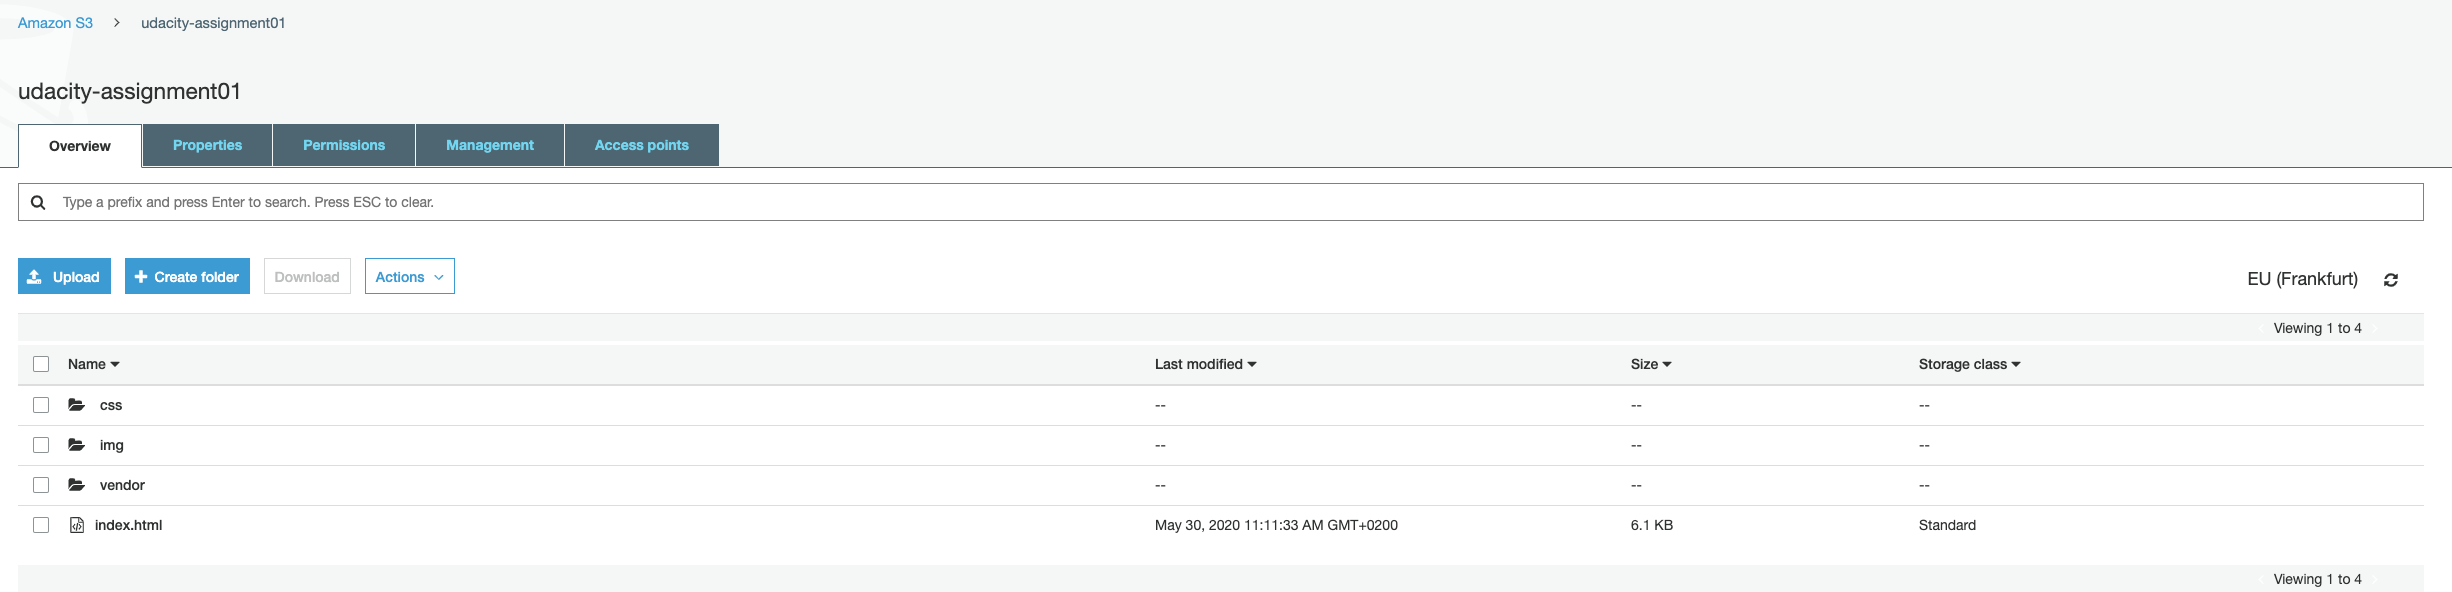 Amazon S3 > udacity-assignment01
udacity-assignment01
Overview Properties Permissions Management Access points
Type a prefix and press Enter to search. Press ESC to clear.
Upload Create folder Download Actions EU (Frankfurt)
Viewing 1 to 4
Name Last modified Size Storage class
css -- -- --
img -- -- --
vendor -- -- --
index.html May 30, 2020 11:11:33 AM GMT+0200 6.1 KB Standard
Viewing 1 to 4